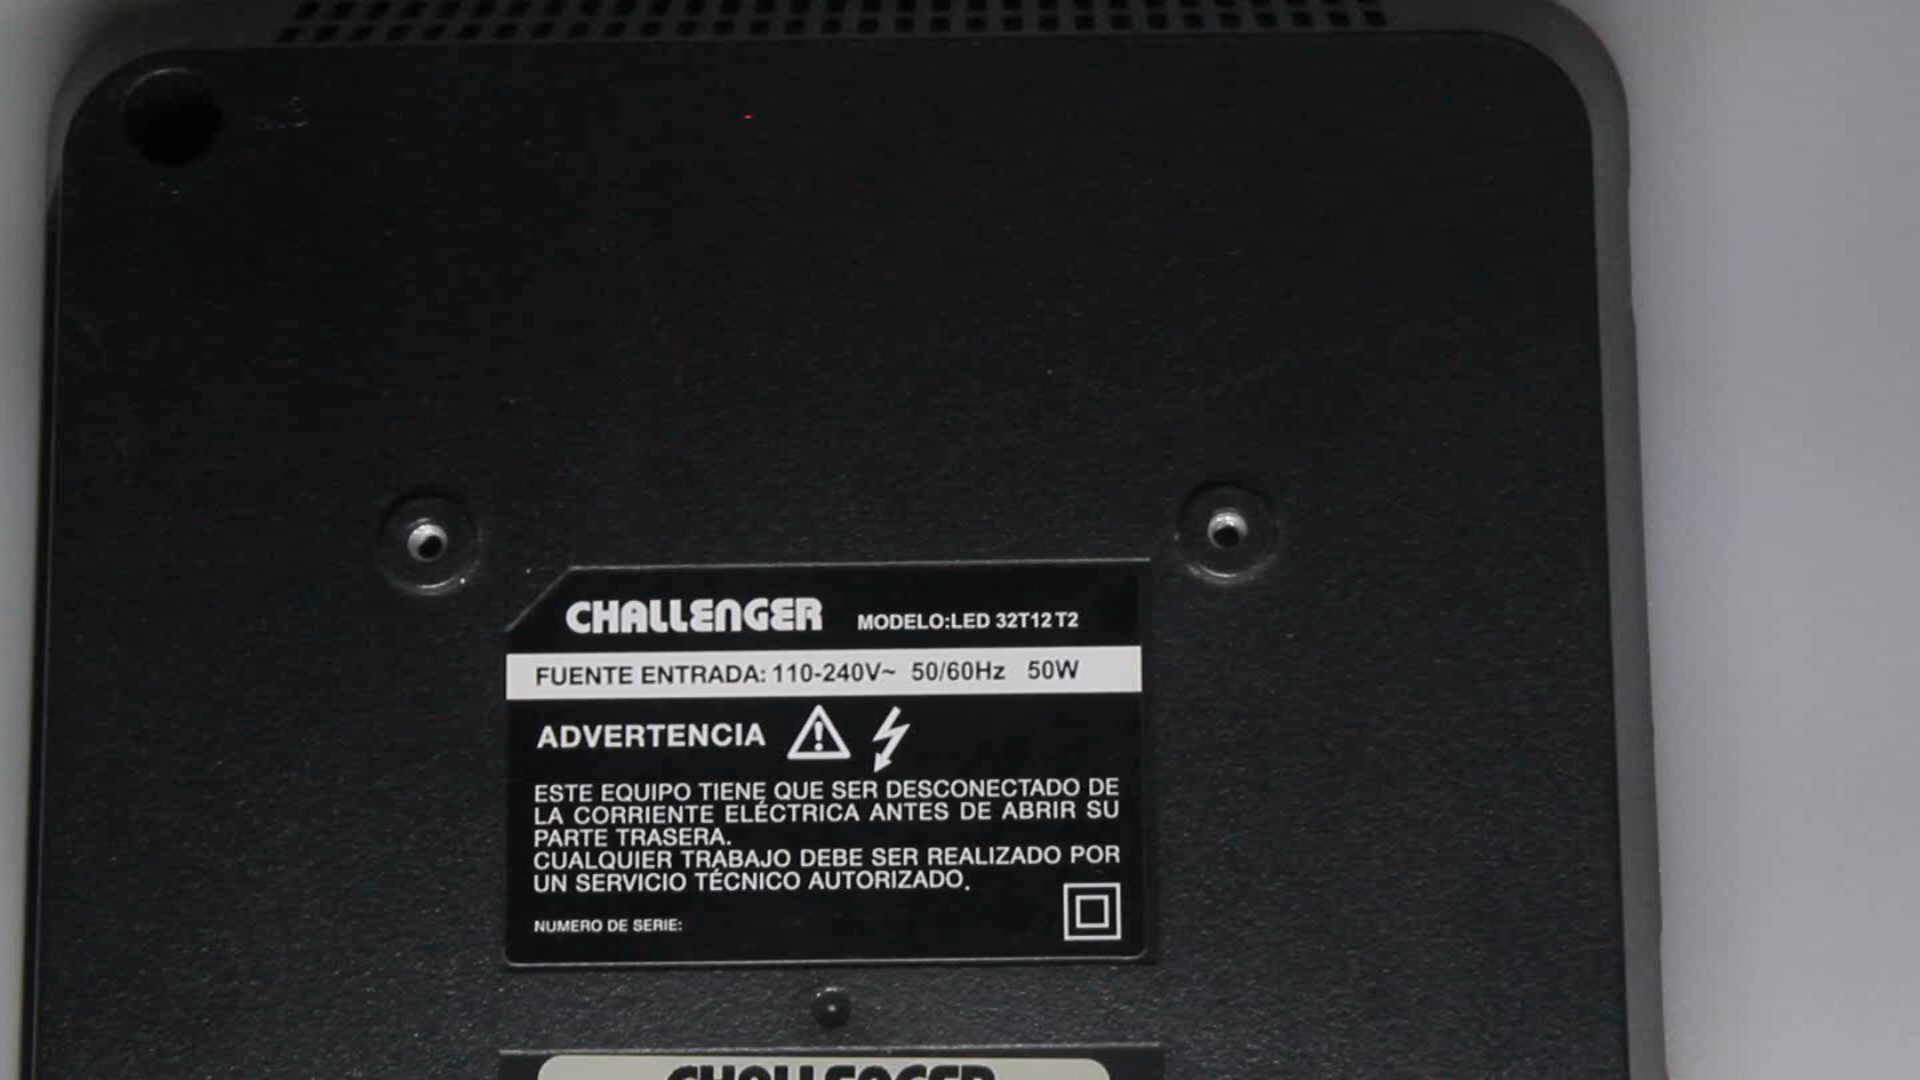 CHALLENGER MODELO:LED 32T12 T2
FUENTE ENTRADA: 110-240V~ 50/60Hz 50W
ADVERTENCIA
ESTE EQUIPO TIENE QUE SER DESCONECTADO DE
LA CORRIENTE ELÉCTRICA ANTES DE ABRIR SU
PARTE TRASERA.
CUALQUIER TRABAJO DEBE SER REALIZADO POR
UN SERVICIO TÉCNICO AUTORIZADO.
NUMERO DE SERIE:
CHALLENGER